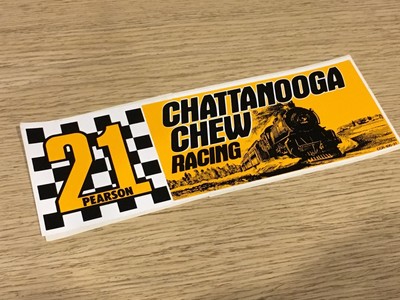 21
PEARSON
CHATTANOOGA
CHEW
RACING